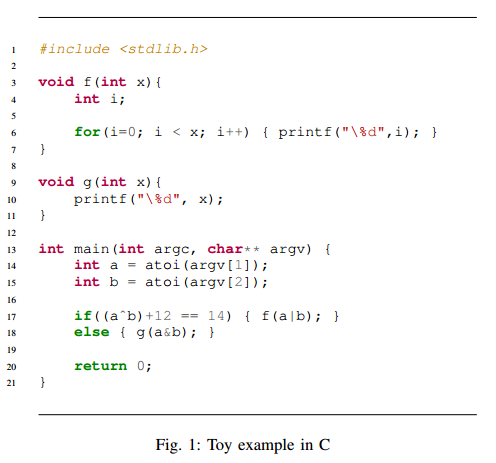 1 #include <stdlib.h>
2
3 void f(int x){
4 int i;
5
6 for(i=0; i < x; i++) { printf("\%d",i); }
7 }
8
9 void g(int x){
10 printf("\%d", x);
11 }
12
13 int main(int argc, char** argv) {
14 int a = atoi(argv[1]);
15 int b = atoi(argv[2]);
16
17 if((a^b)+12 == 14) { f(a|b); }
18 else { g(a&b); }
19
20 return 0;
21 }
Fig. 1: Toy example in C